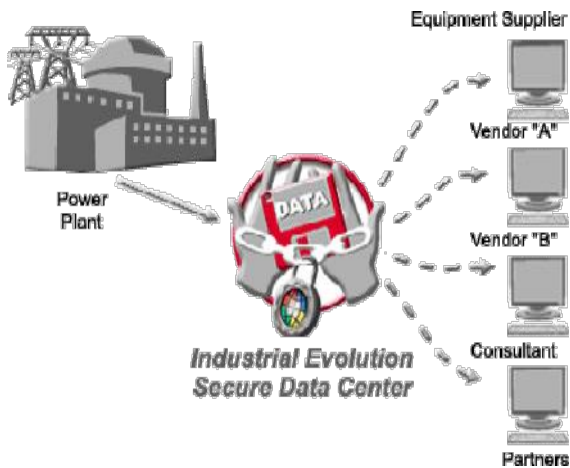 Equipment Supplier
Vendor "A"
Power
Plant
DATA
Vendor "B"
Industrial Evolution
Secure Data Center
Consultant
Partners